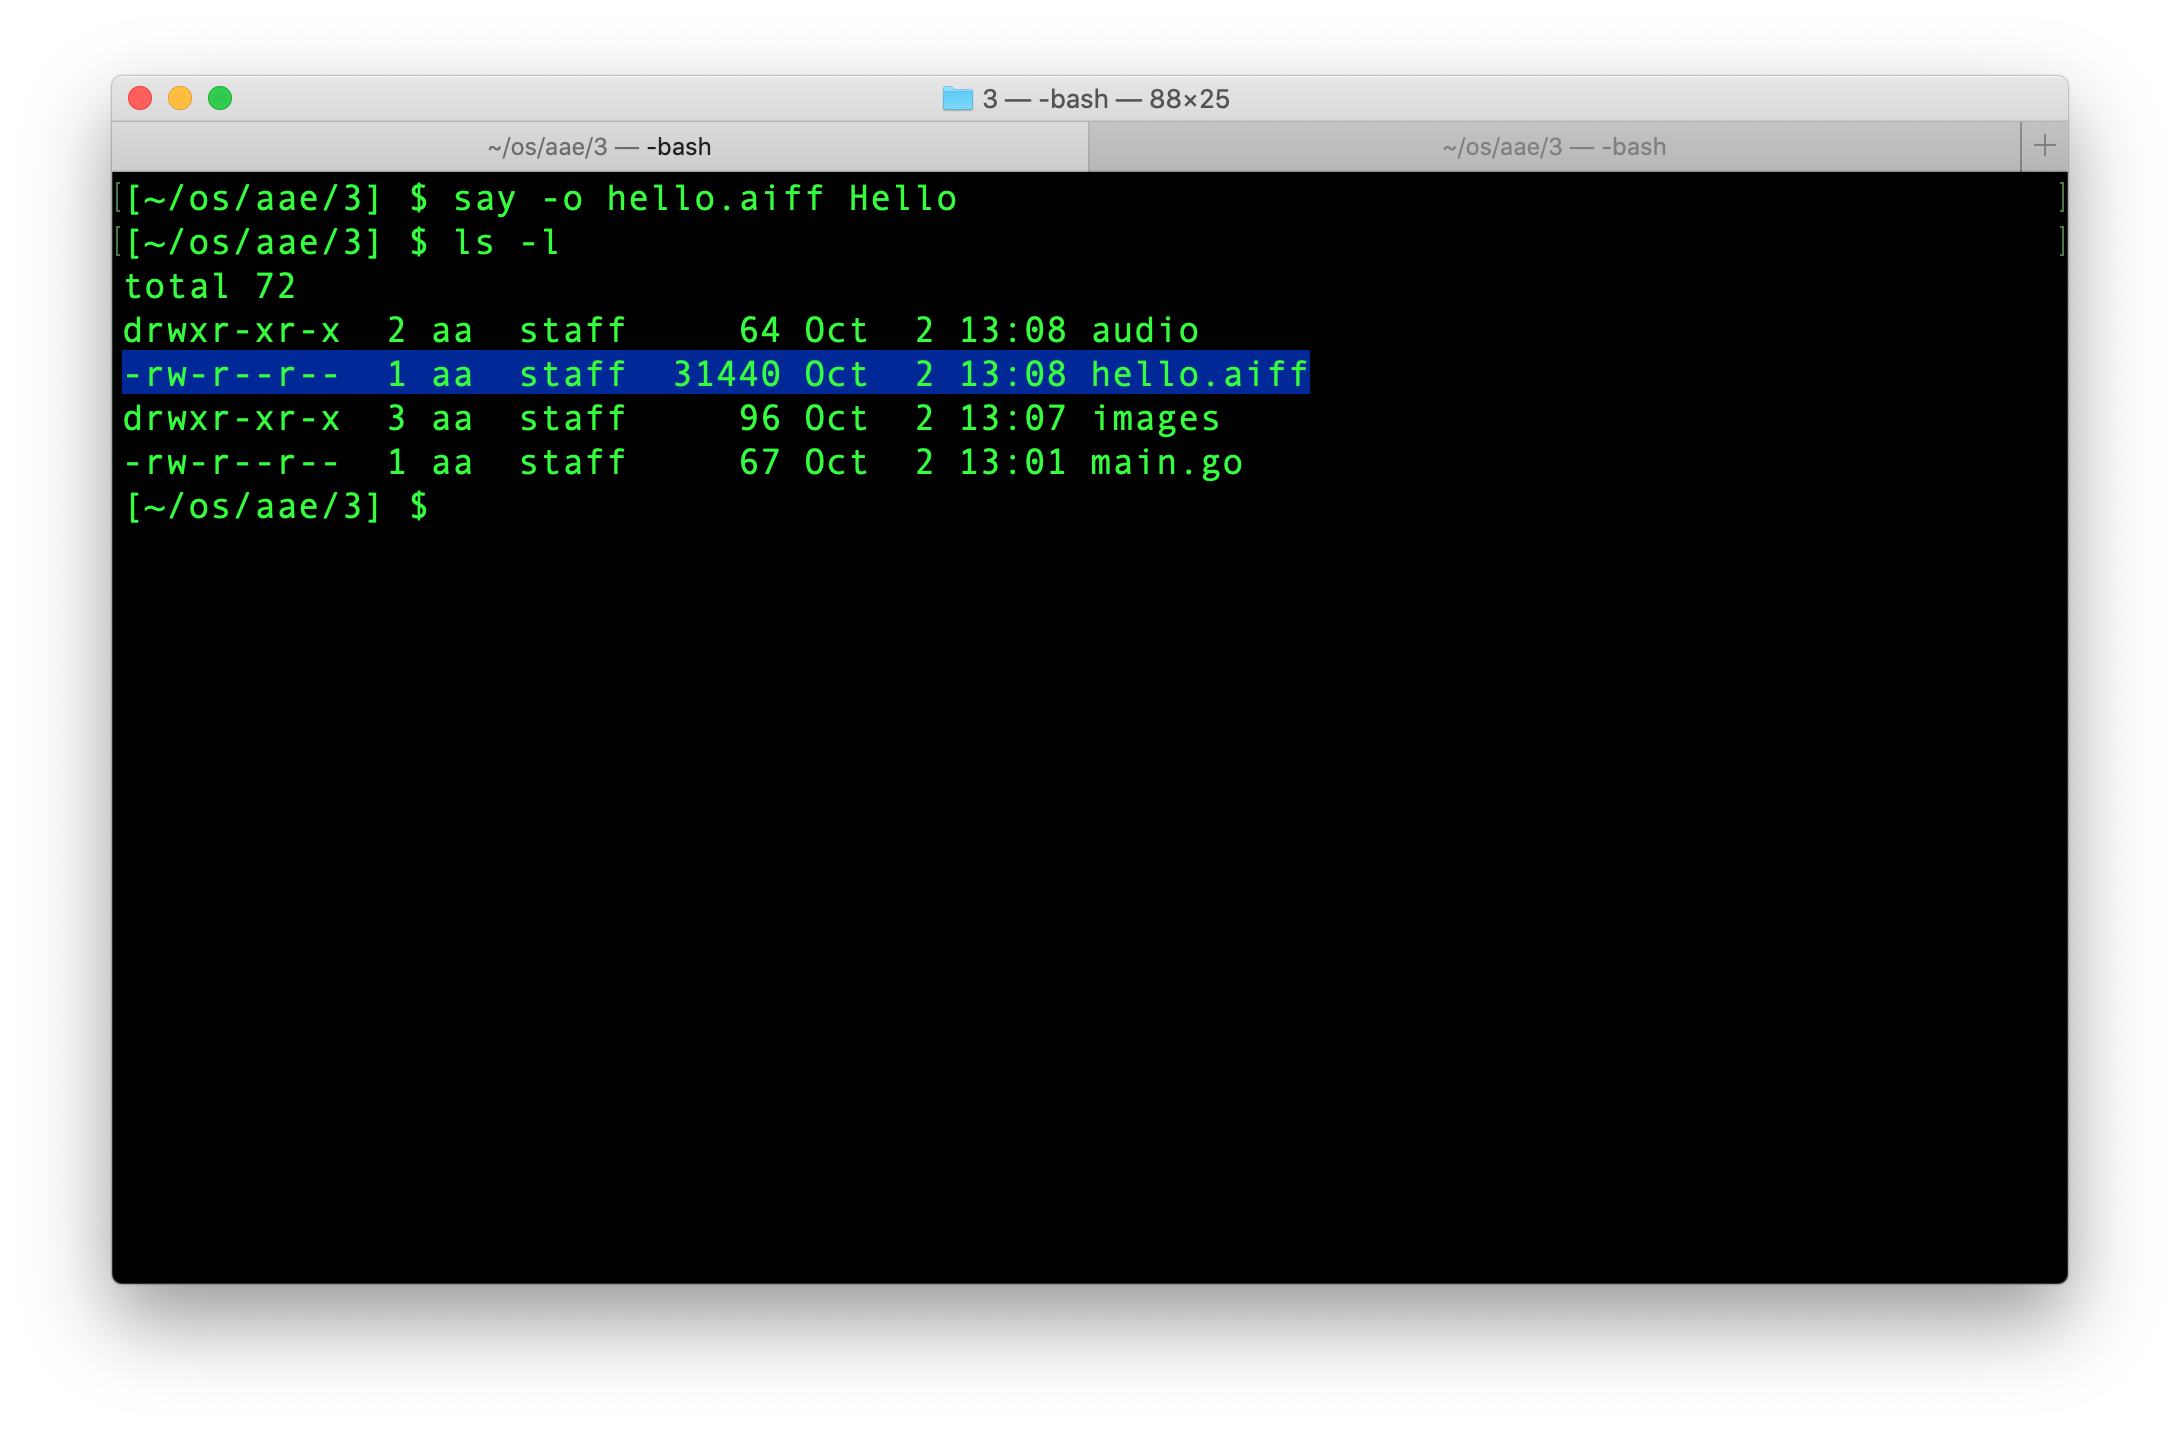 3 — -bash — 88×25
~/os/aae/3 — -bash
~/os/aae/3 — -bash
[~/os/aae/3] $ say -o hello.aiff Hello
[~/os/aae/3] $ ls -l
total 72
drwxr-xr-x  2 aa  staff     64 Oct  2 13:08 audio
-rw-r--r--  1 aa  staff  31440 Oct  2 13:08 hello.aiff
drwxr-xr-x  3 aa  staff     96 Oct  2 13:07 images
-rw-r--r--  1 aa  staff     67 Oct  2 13:01 main.go
[~/os/aae/3] $